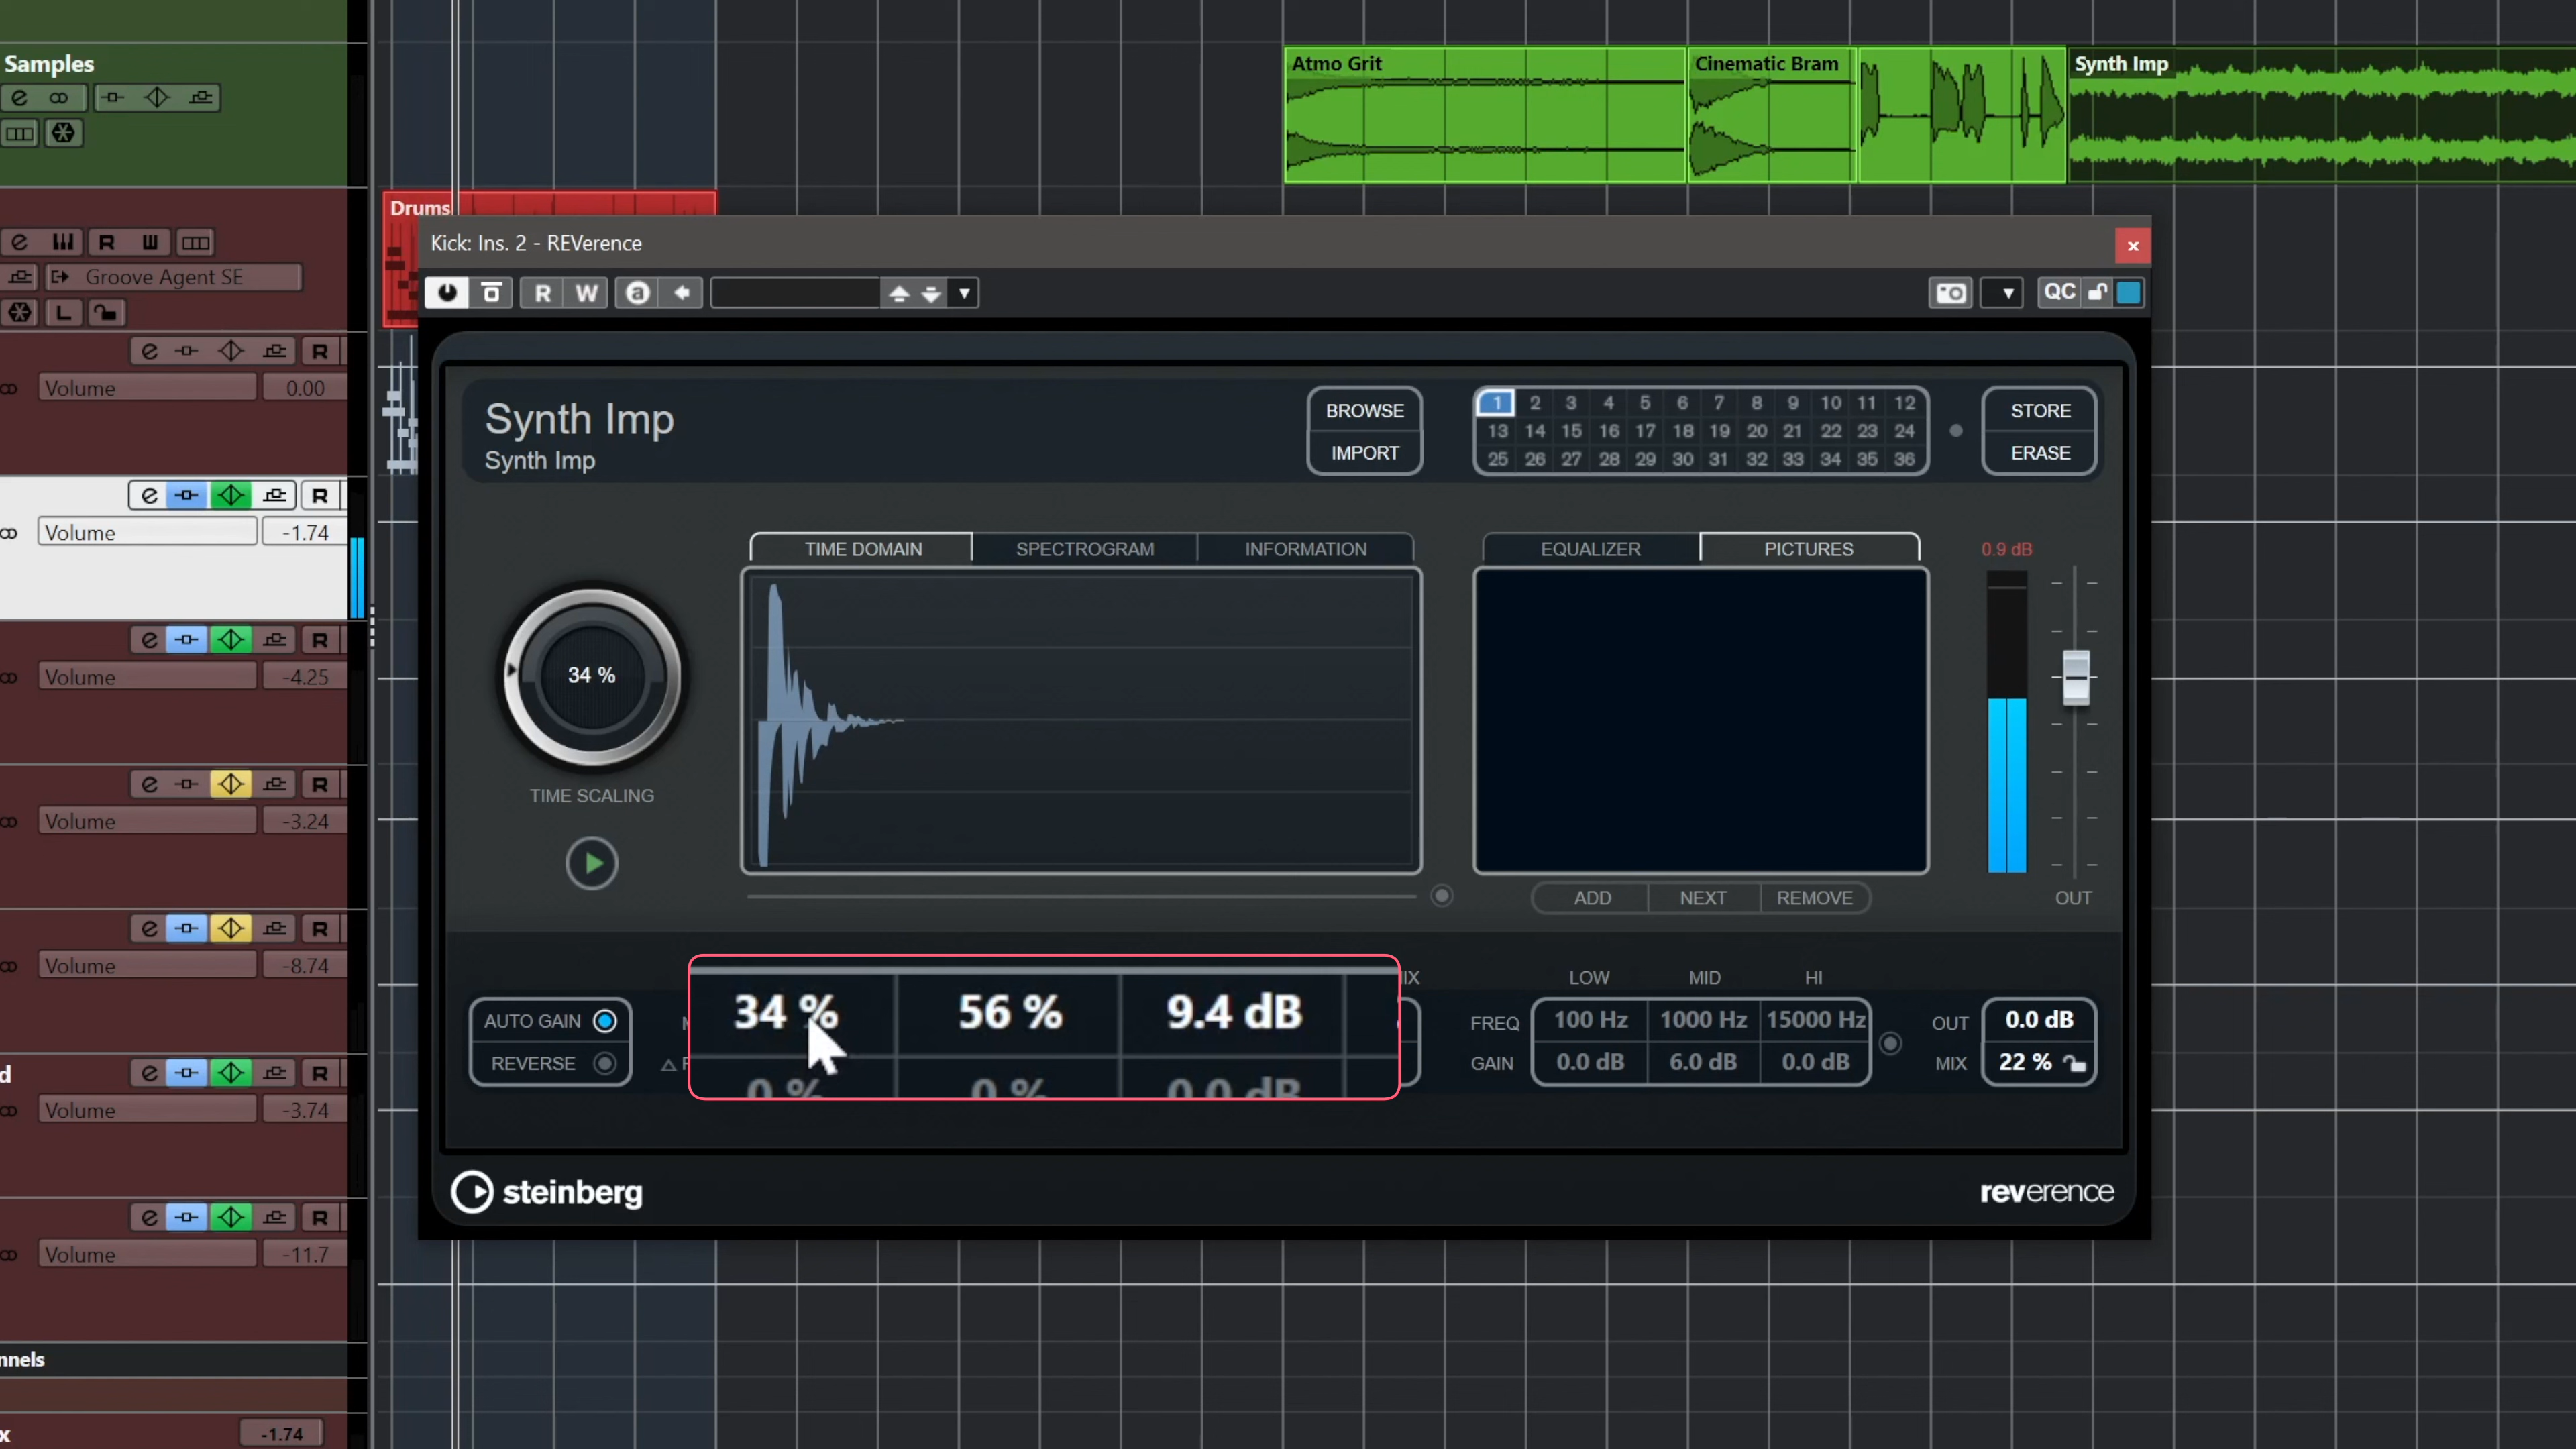 Samples
Atmo Grit
Cinematic Bram
Synth Imp
Drums
R W
Groove Agent SE
L
Kick: Ins. 2 - REVerence
R W
QC
R
Volume 0.00
R
Volume -1.74
R
Volume -4.25
R
Volume -3.24
R
Volume -8.74
d
R
Volume -3.74
R
Volume -11.7
nnels
x -1.74
Synth Imp
Synth Imp
BROWSE
IMPORT
1 2 3 4 5 6 7 8 9 10 11 12
13 14 15 16 17 18 19 20 21 22 23 24
25 26 27 28 29 30 31 32 33 34 35 36
STORE
ERASE
TIME DOMAIN SPECTROGRAM INFORMATION
EQUALIZER PICTURES
0.9 dB
34 %
TIME SCALING
ADD NEXT REMOVE
OUT
AUTO GAIN
REVERSE
34 % 56 % 9.4 dB
0 % 0 % 0.0 dB
IX
LOW MID HI
FREQ 100 Hz 1000 Hz 15000 Hz
GAIN 0.0 dB 6.0 dB 0.0 dB
OUT 0.0 dB
MIX 22 %
steinberg
reverence